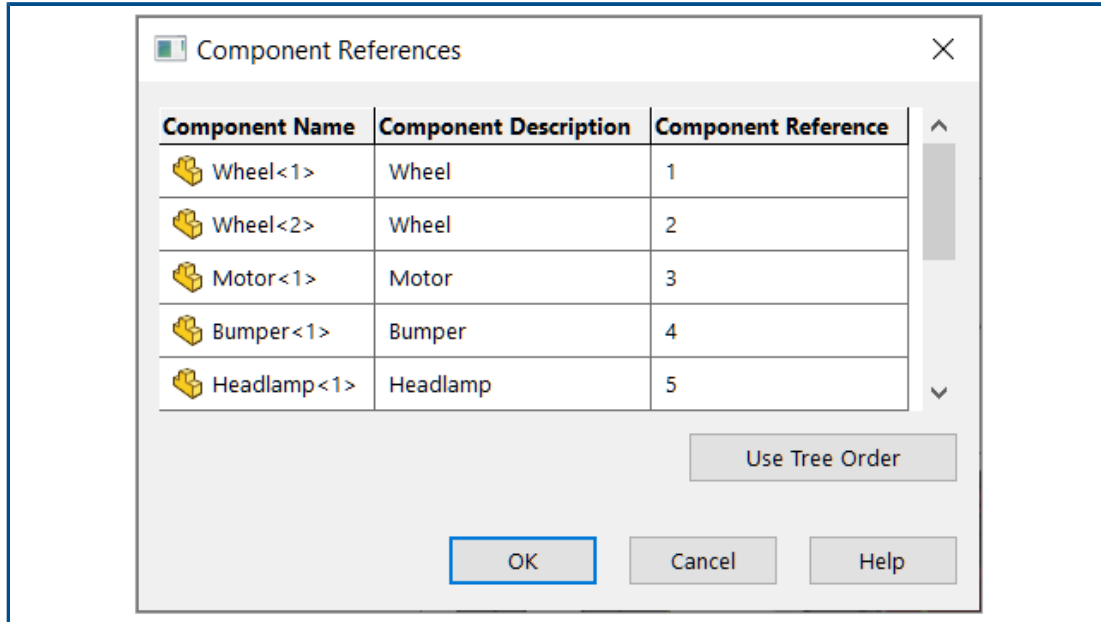 Component References
Component Name Component Description Component Reference
Wheel<1> Wheel 1
Wheel<2> Wheel 2
Motor<1> Motor 3
Bumper<1> Bumper 4
Headlamp<1> Headlamp 5
Use Tree Order
OK Cancel Help